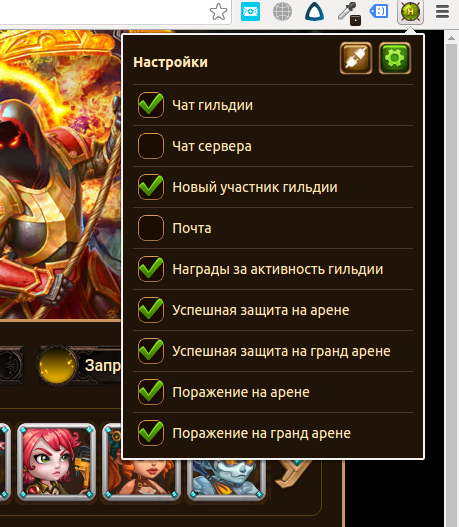 Настройки
Чат гильдии
Чат сервера
Новый участник гильдии
Почта
Награды за активность гильдии
Успешная защита на арене
Успешная защита на гранд арене
Запр
Поражение на арене
Поражение на гранд арене